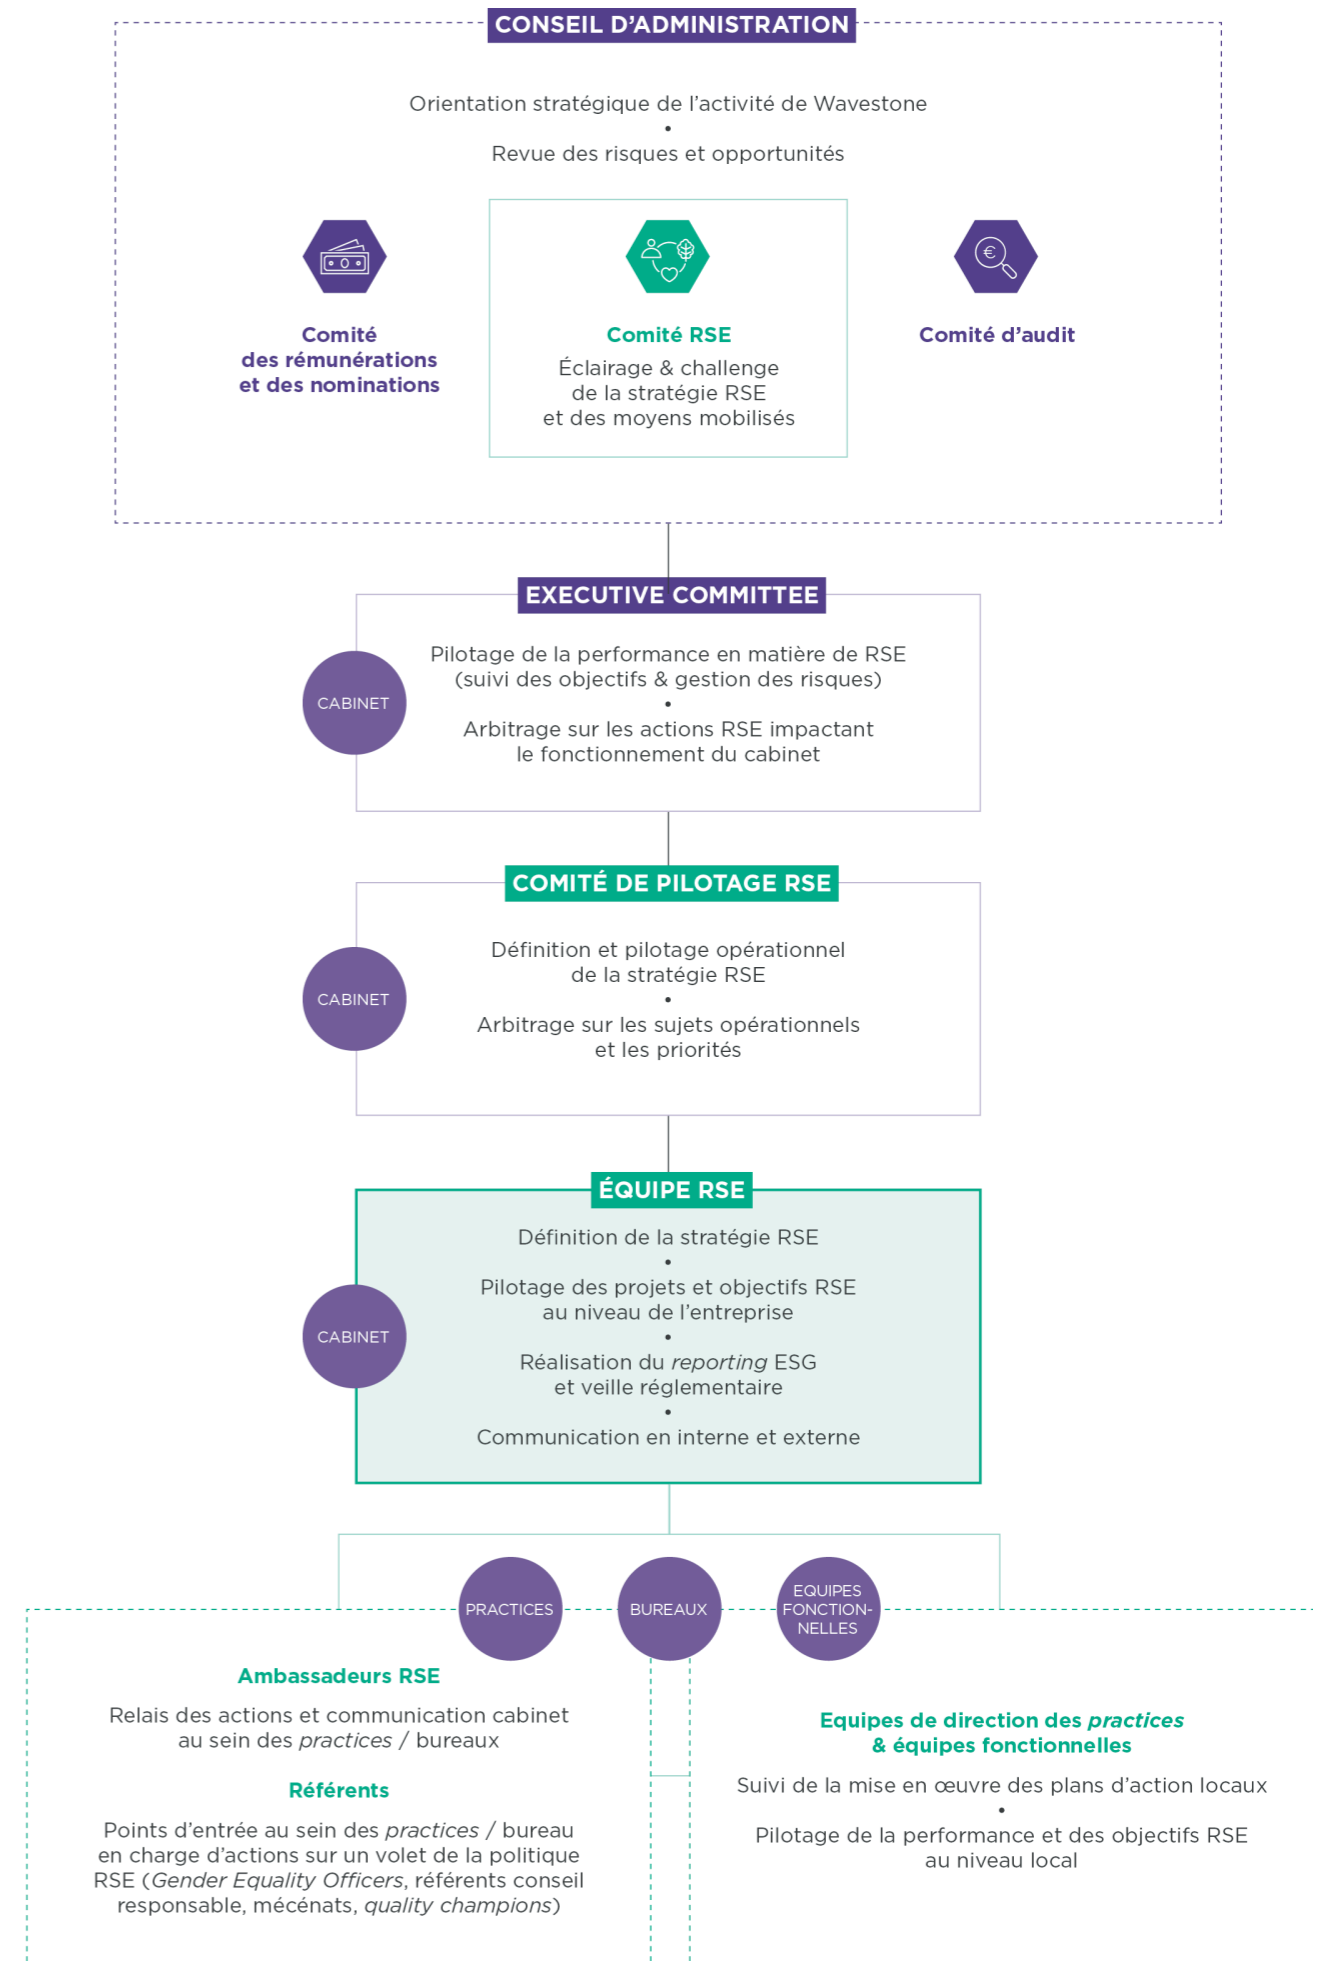 CONSEIL D’ADMINISTRATION
Orientation stratégique de l’activité de Wavestone
•
Revue des risques et opportunités
Comité
des rémunérations
et des nominations
Comité RSE
Éclairage & challenge
de la stratégie RSE
et des moyens mobilisés
€
Comité d’audit
EXECUTIVE COMMITTEE
CABINET
Pilotage de la performance en matière de RSE
(suivi des objectifs & gestion des risques)
•
Arbitrage sur les actions RSE impactant
le fonctionnement du cabinet
COMITÉ DE PILOTAGE RSE
CABINET
Définition et pilotage opérationnel
de la stratégie RSE
•
Arbitrage sur les sujets opérationnels
et les priorités
ÉQUIPE RSE
CABINET
Définition de la stratégie RSE
•
Pilotage des projets et objectifs RSE
au niveau de l’entreprise
•
Réalisation du reporting ESG
et veille réglementaire
•
Communication en interne et externe
PRACTICES
BUREAUX
EQUIPES
FONCTION-
NELLES
Ambassadeurs RSE
Relais des actions et communication cabinet
au sein des practices / bureaux
Référents
Points d’entrée au sein des practices / bureau
en charge d’actions sur un volet de la politique
RSE (Gender Equality Officers, référents conseil
responsable, mécénats, quality champions)
Equipes de direction des practices
& équipes fonctionnelles
Suivi de la mise en œuvre des plans d’action locaux
•
Pilotage de la performance et des objectifs RSE
au niveau local